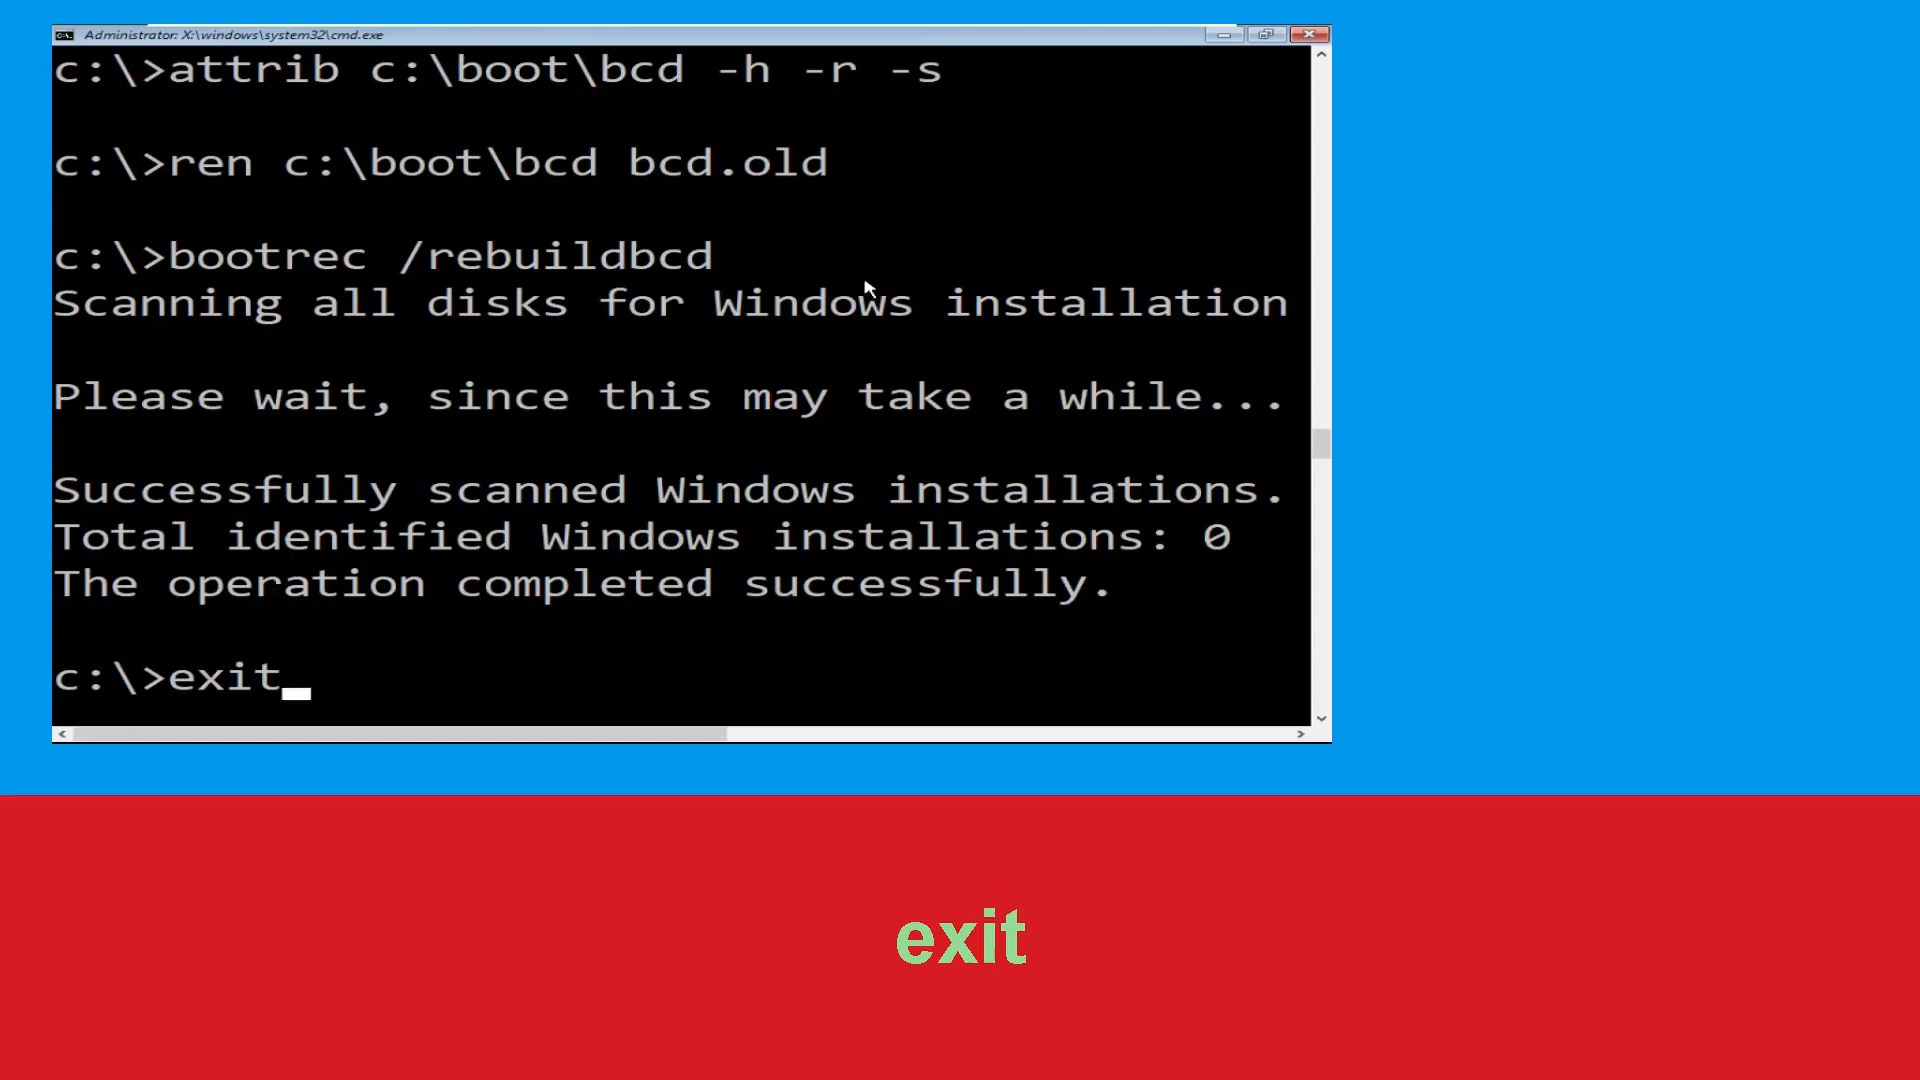 Administrator: X:\windows\system32\cmd.exe
c:\>attrib c:\boot\bcd -h -r -s
c:\>ren c:\boot\bcd bcd.old
c:\>bootrec /rebuildbcd
Scanning all disks for Windows installation
Please wait, since this may take a while...
Successfully scanned Windows installations.
Total identified Windows installations: 0
The operation completed successfully.
c:\>exit
exit